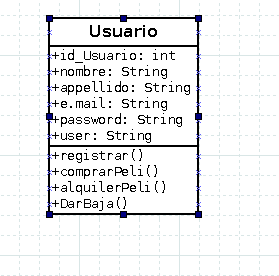 Usuario
+id_Usuario: int
+nombre: String
+appellido: String
+e.mail: String
+password: String
+user: String
+registrar()
+comprarPeli()
+alquilerPeli()
+DarBaja()